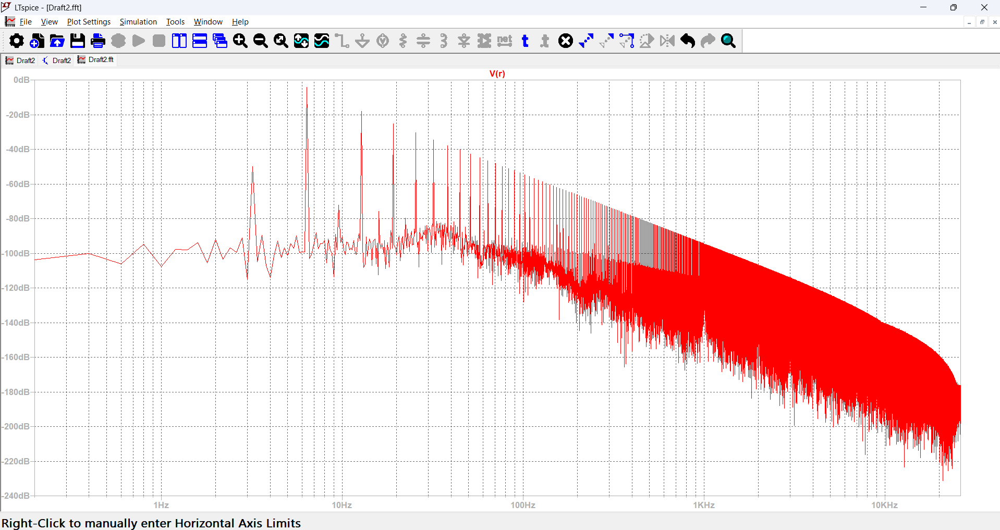 LTspice - [Draft2.fft]
File View Plot Settings Simulation Tools Window Help
net t t
Draft2 Draft2 Draft2.fft
V(r)
0dB
-20dB
-40dB
-60dB
-80dB
-100dB
-120dB
-140dB
-160dB
-180dB
-200dB
-220dB
-240dB
1Hz 10Hz 100Hz 1KHz 10KHz
Right-Click to manually enter Horizontal Axis Limits